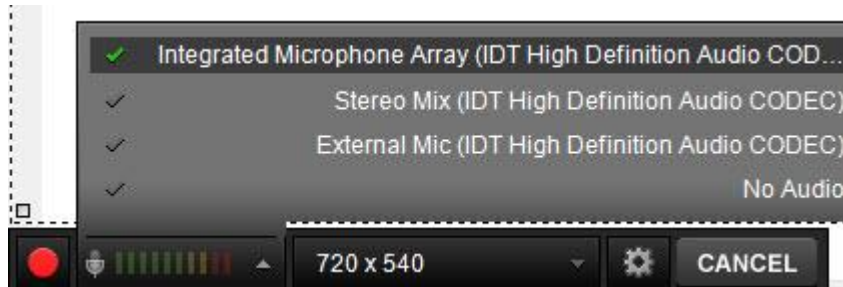 Integrated Microphone Array (IDT High Definition Audio COD...
Stereo Mix (IDT High Definition Audio CODEC)
External Mic (IDT High Definition Audio CODEC)
No Audio
720 x 540
CANCEL